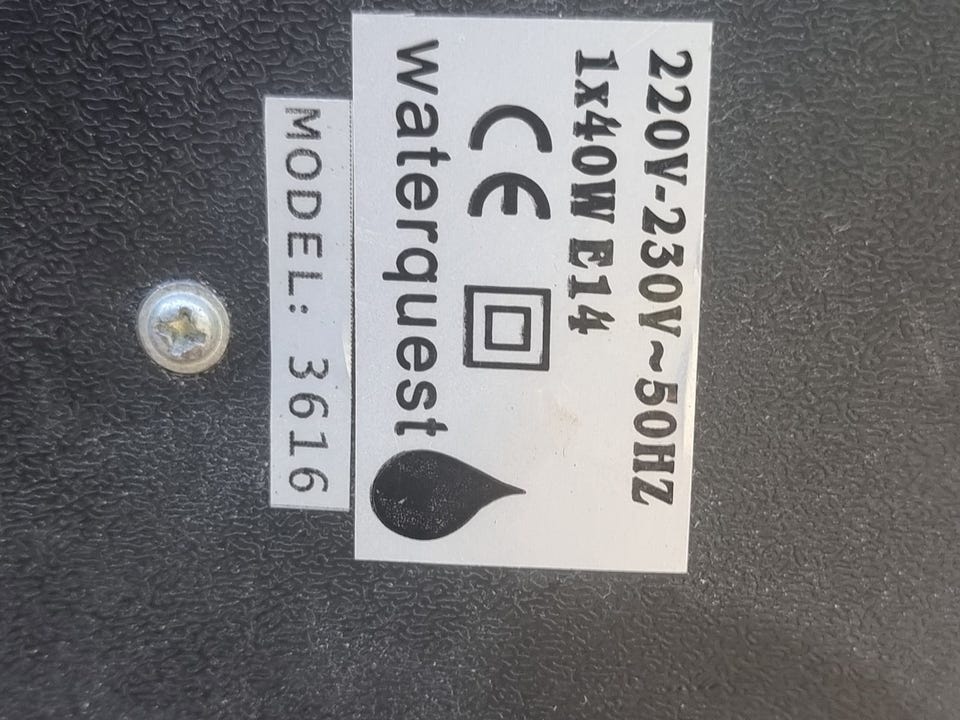 220V-230V~50HZ
1x40W E14
CE
waterquest
MODEL: 3616